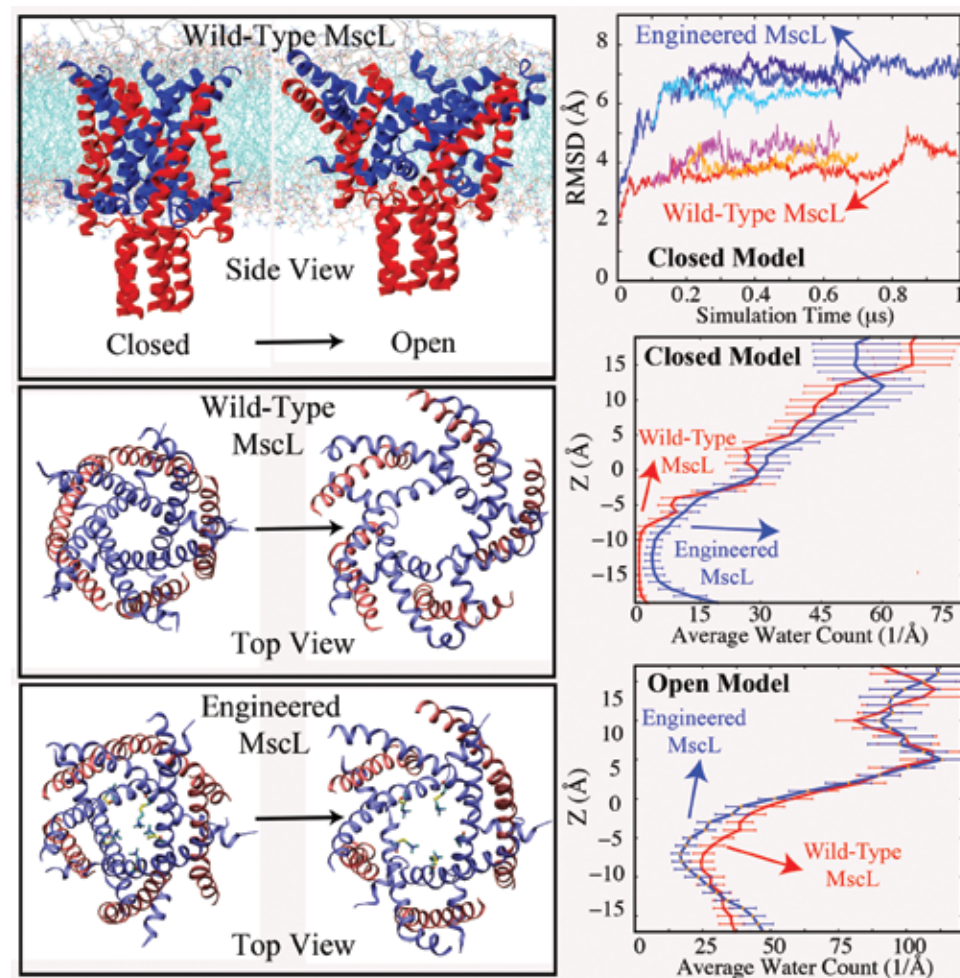 Wild-Type MscL
Side View
Closed
Open
Wild-Type
MscL
Top View
Engineered
MscL
Top View
8
6
4
2
0
RMSD (Å)
Engineered MscL
Wild-Type MscL
Closed Model
0
0.2
0.4
0.6
0.8
1
Simulation Time (µs)
Closed Model
15
10
5
0
−5
−10
−15
Z (Å)
Wild-Type
MscL
Engineered
MscL
0
15
30
45
60
75
Average Water Count (1/Å)
Open Model
15
10
5
0
−5
−10
−15
Z (Å)
Engineered
MscL
Wild-Type
MscL
0
25
50
75
100
Average Water Count (1/Å)